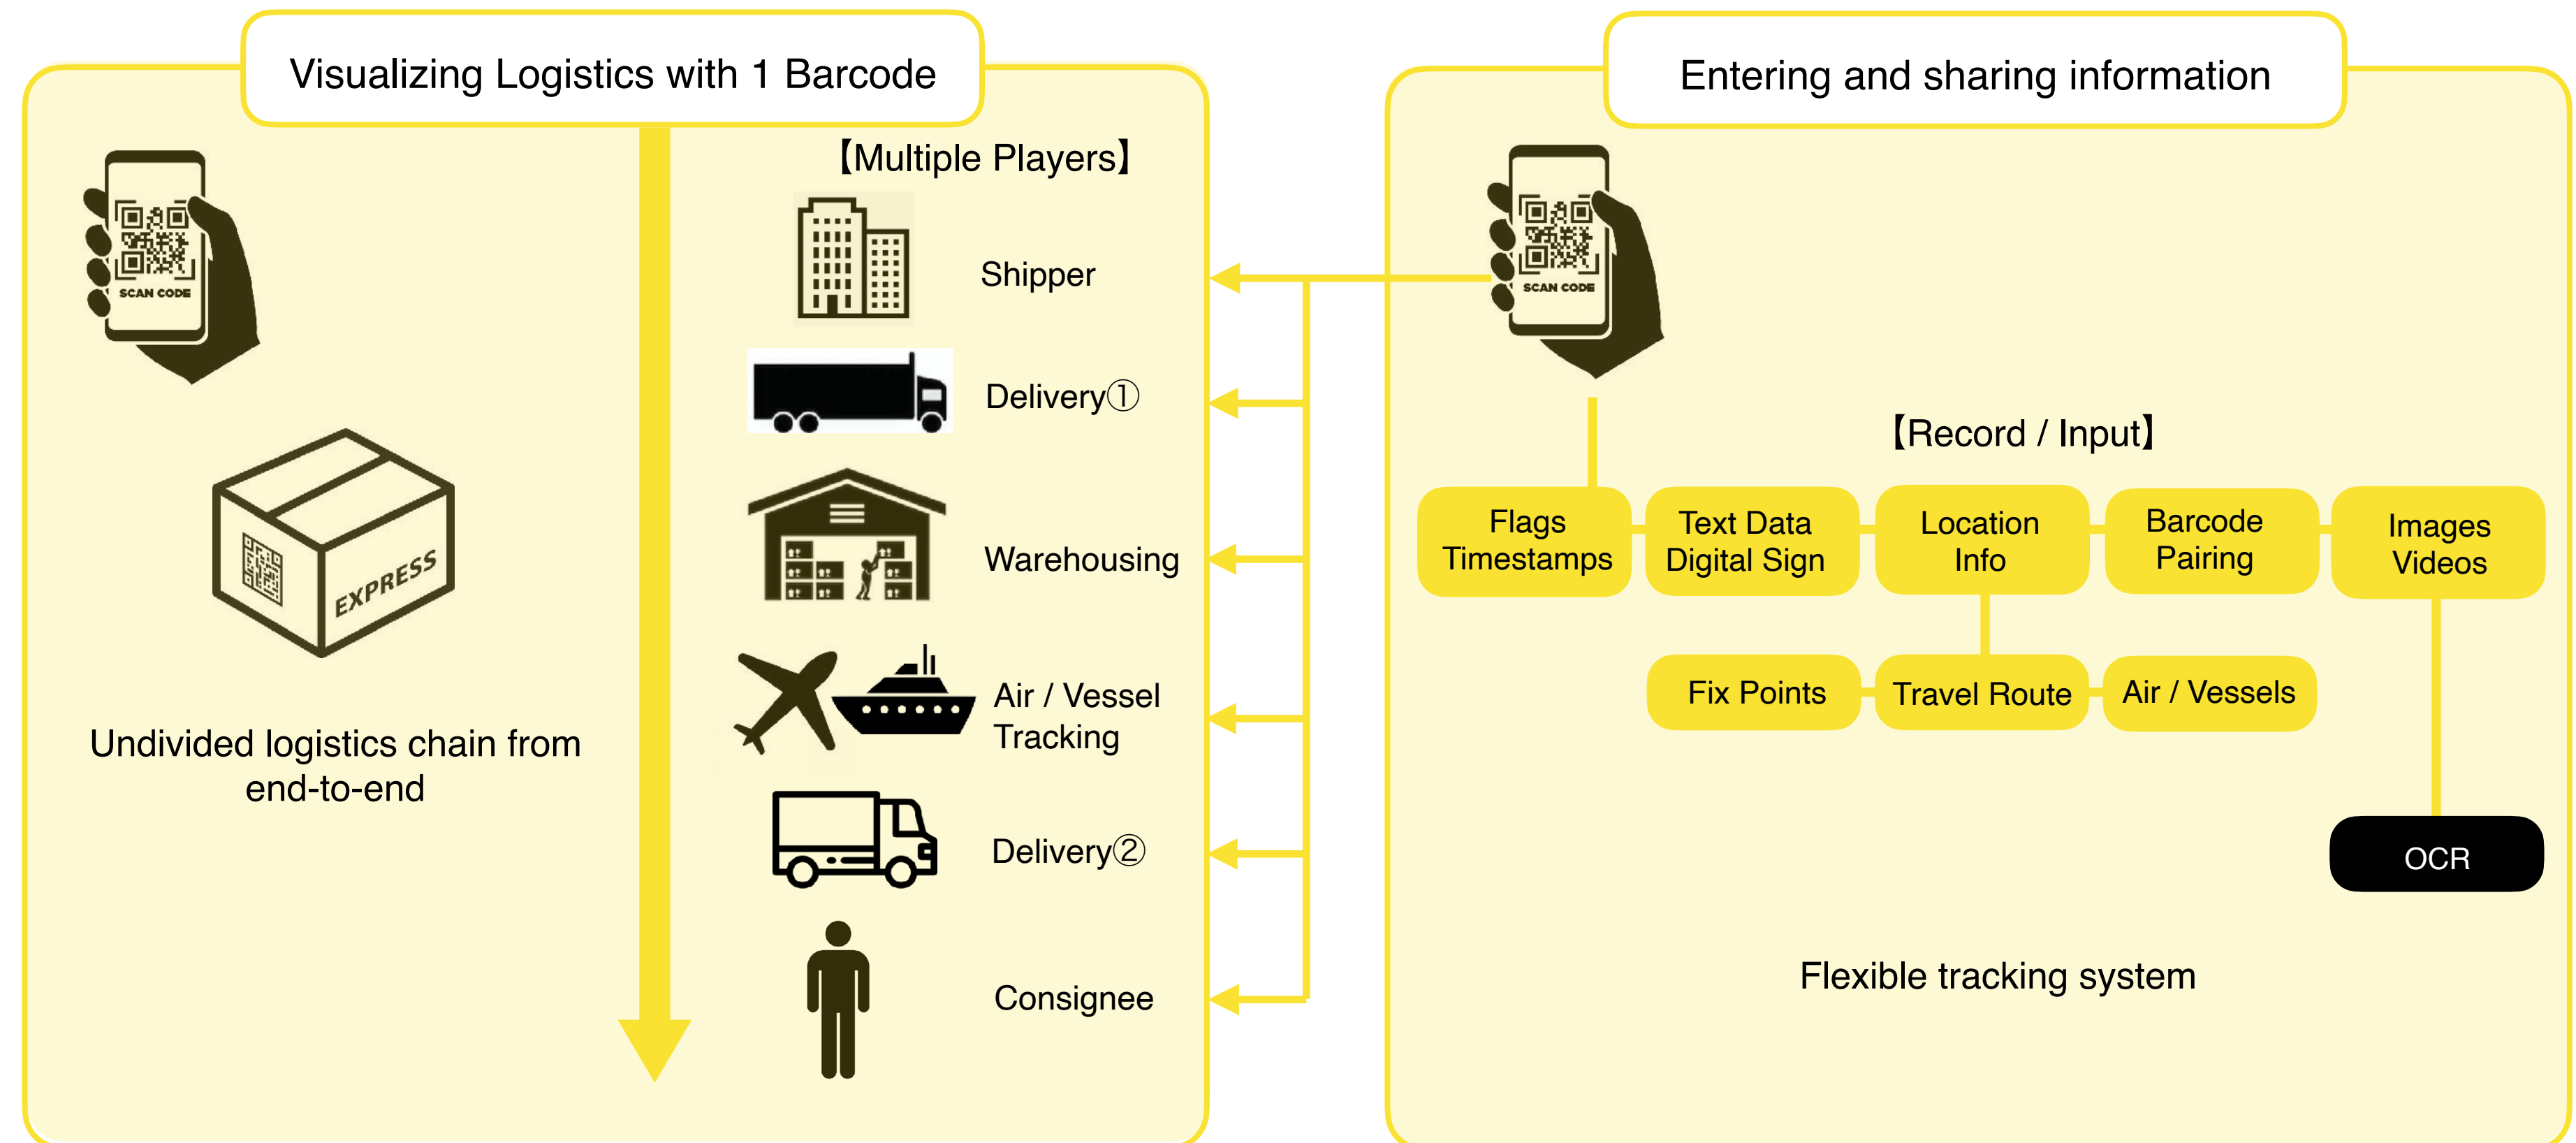 Visualizing Logistics with 1 Barcode
SCAN CODE
EXPRESS
Undivided logistics chain from
end-to-end
【Multiple Players】
Shipper
Delivery①
Warehousing
Air / Vessel
Tracking
Delivery②
Consignee
Entering and sharing information
SCAN CODE
【Record / Input】
Flags
Timestamps
Text Data
Digital Sign
Location
Info
Barcode
Pairing
Images
Videos
Fix Points
Travel Route
Air / Vessels
OCR
Flexible tracking system